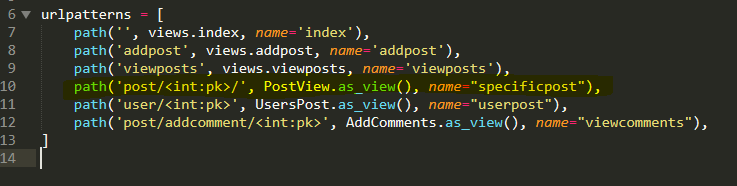 6 urlpatterns = [
7     path('', views.index, name='index'),
8     path('addpost', views.addpost, name='addpost'),
9     path('viewposts', views.viewposts, name='viewposts'),
10     path('post/<int:pk>/', PostView.as_view(), name="specificpost"),
11     path('user/<int:pk>', UsersPost.as_view(), name="userpost"),
12     path('post/addcomment/<int:pk>', AddComments.as_view(), name="viewcomments"),
13 ]
14